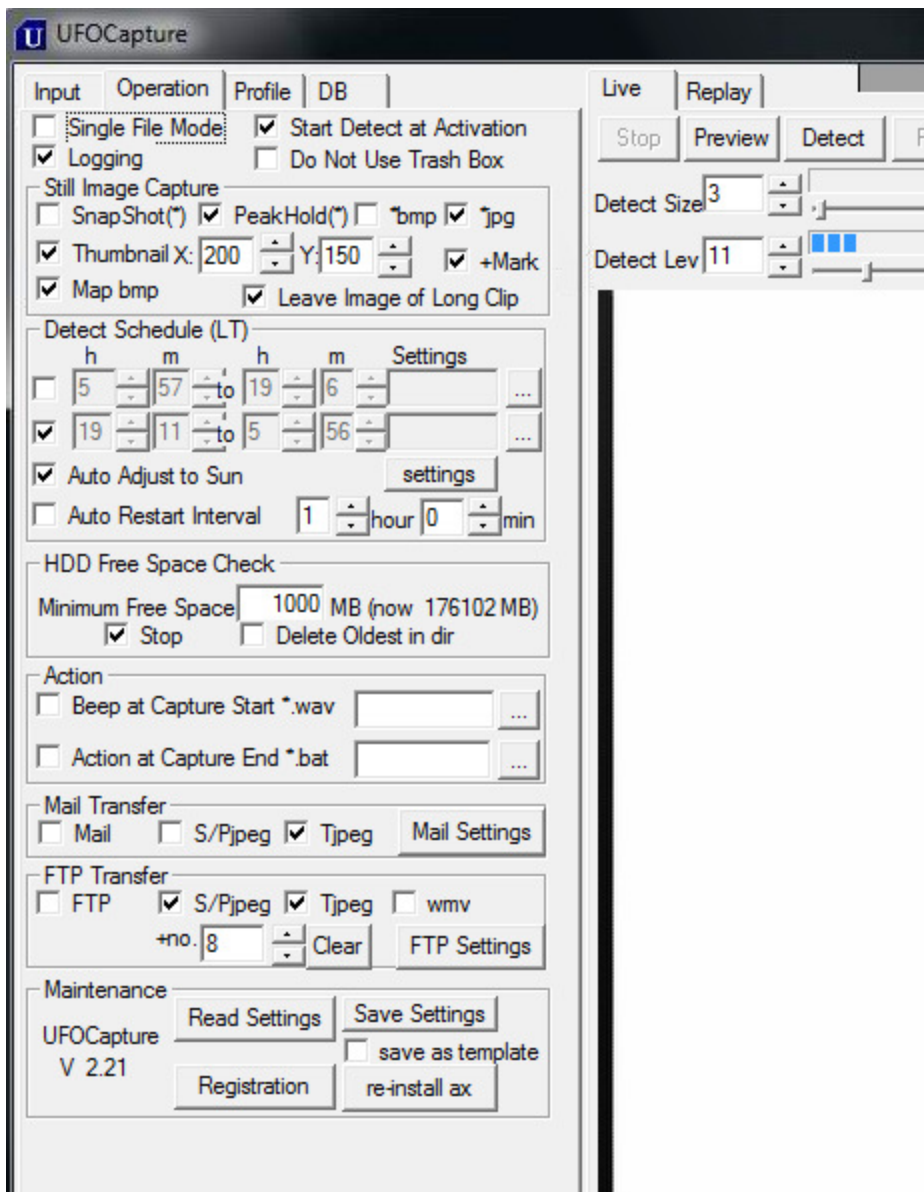 UFOCapture
Input Operation Profile DB Live Replay
Single File Mode Start Detect at Activation Stop Preview Detect
Logging Do Not Use Trash Box
Still Image Capture
SnapShot(*) PeakHold(*) *bmp *jpg Detect Size 3
Thumbnail X: 200 Y: 150 +Mark Detect Lev 11
Map bmp Leave Image of Long Clip
Detect Schedule (LT)
h m h m Settings
5 57 to 19 6 ...
19 11 to 5 56 ...
Auto Adjust to Sun settings
Auto Restart Interval 1 hour 0 min
HDD Free Space Check
Minimum Free Space 1000 MB (now 176102 MB)
Stop Delete Oldest in dir
Action
Beep at Capture Start *.wav ...
Action at Capture End *.bat ...
Mail Transfer
Mail S/Pjpeg Tjpeg Mail Settings
FTP Transfer
FTP S/Pjpeg Tjpeg wmv
+no. 8 Clear FTP Settings
Maintenance
UFOCapture Read Settings Save Settings
V 2.21 save as template
Registration re-install ax